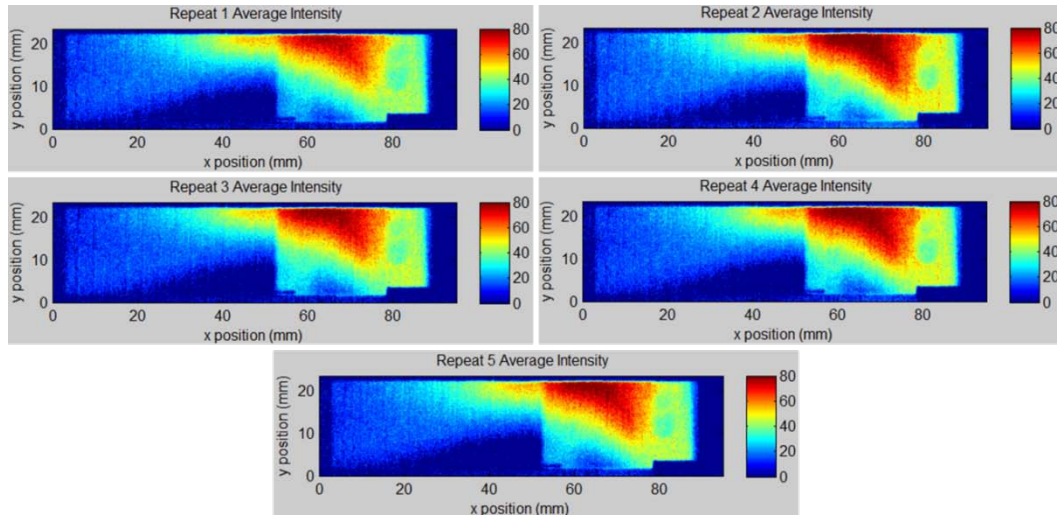 Repeat 1 Average Intensity
y position (mm)
20
10
0
0 20 40 60 80
x position (mm)
80
60
40
20
0
Repeat 2 Average Intensity
y position (mm)
20
10
0
0 20 40 60 80
x position (mm)
80
60
40
20
0
Repeat 3 Average Intensity
y position (mm)
20
10
0
0 20 40 60 80
x position (mm)
80
60
40
20
0
Repeat 4 Average Intensity
y position (mm)
20
10
0
0 20 40 60 80
x position (mm)
80
60
40
20
0
Repeat 5 Average Intensity
y position (mm)
20
10
0
0 20 40 60 80
x position (mm)
80
60
40
20
0